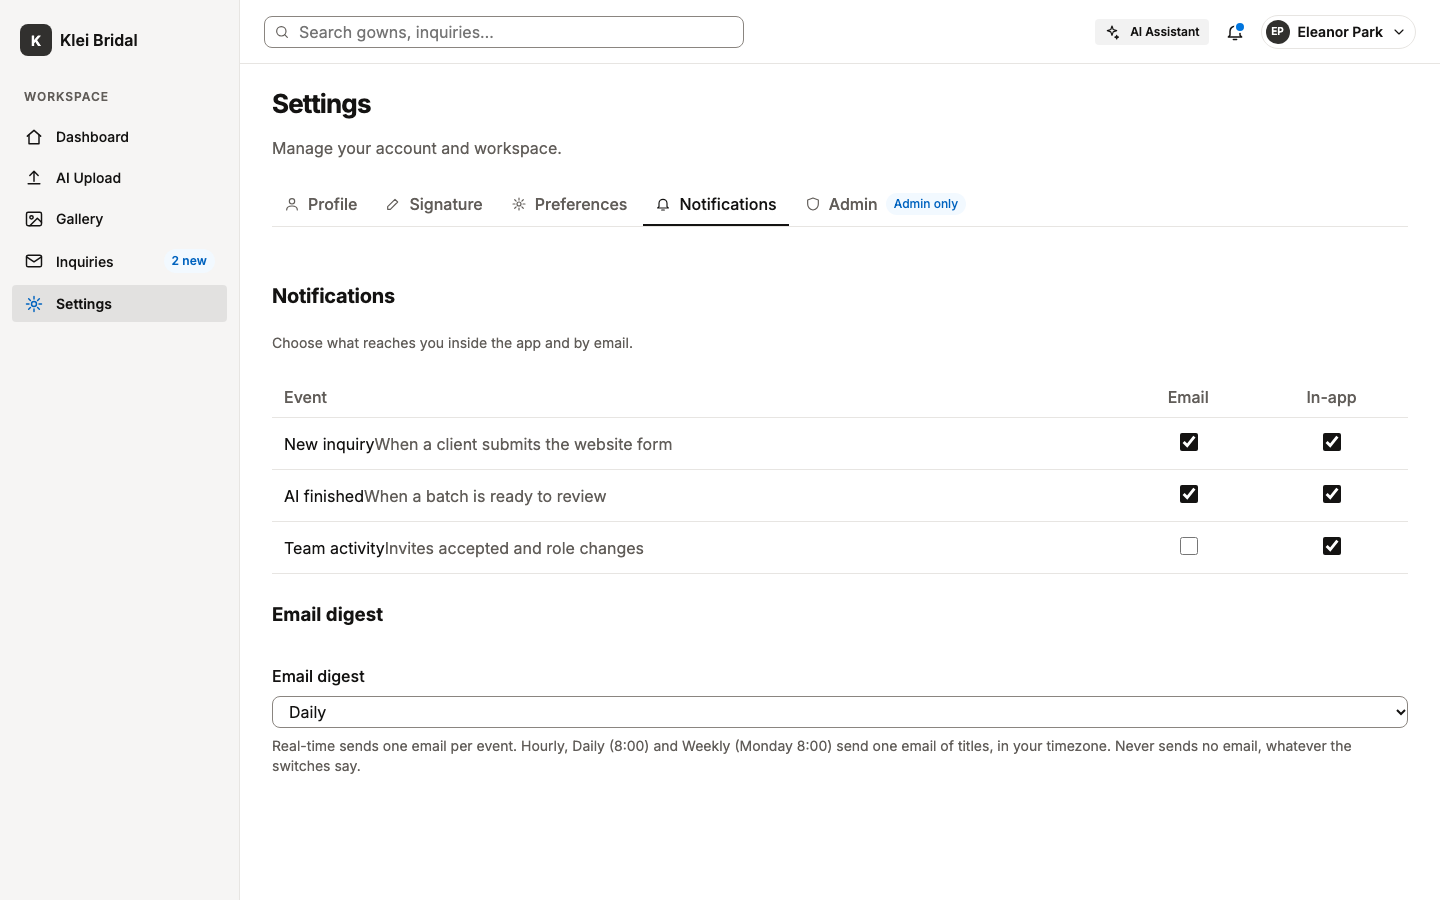 K Klei Bridal
Search gowns, inquiries...
AI Assistant
EP Eleanor Park
WORKSPACE
Dashboard
AI Upload
Gallery
Inquiries 2 new
Settings
Settings
Manage your account and workspace.
Profile Signature Preferences Notifications Admin Admin only
Notifications
Choose what reaches you inside the app and by email.
Event Email In-app
New inquiryWhen a client submits the website form
AI finishedWhen a batch is ready to review
Team activityInvites accepted and role changes
Email digest
Email digest
Daily
Real-time sends one email per event. Hourly, Daily (8:00) and Weekly (Monday 8:00) send one email of titles, in your timezone. Never sends no email, whatever the
switches say.